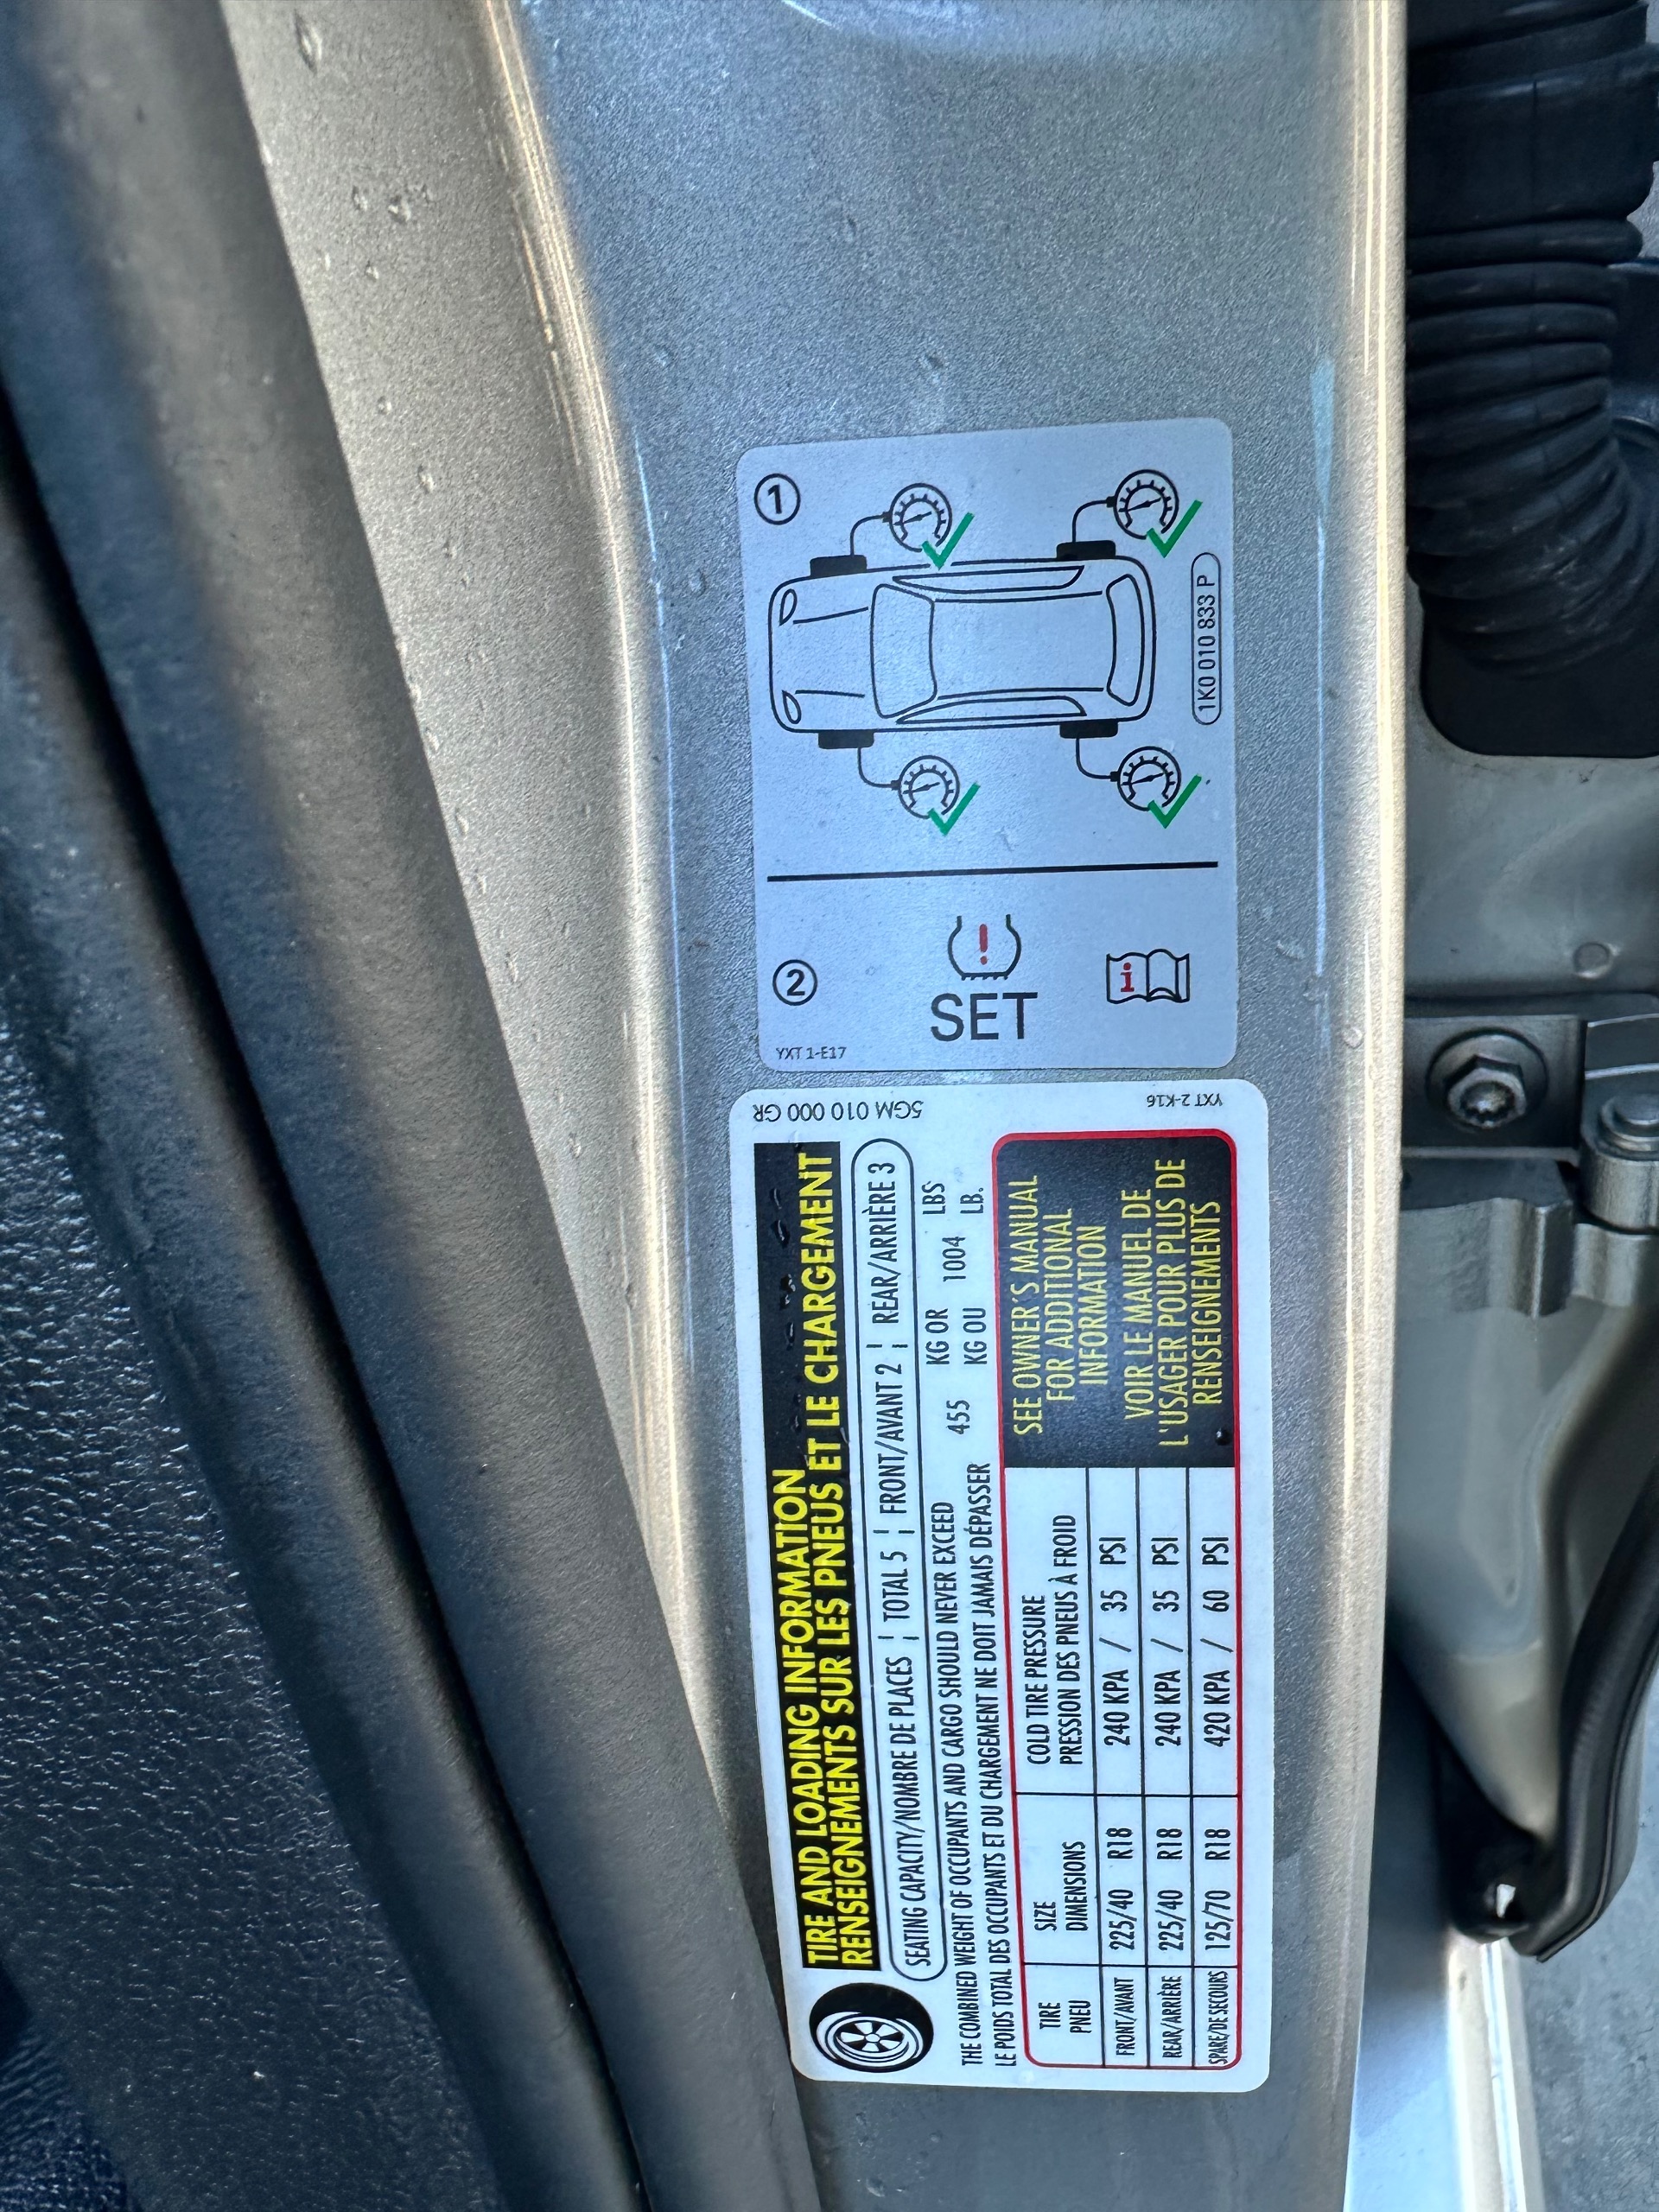 TIRE AND LOADING INFORMATION
RENSEIGNEMENTS SUR LES PNEUS ET LE CHARGEMENT
SEATING CAPACITY/NOMBRE DE PLACES ¦ TOTAL 5 ¦ FRONT/AVANT 2 ¦ REAR/ARRIÈRE 3
THE COMBINED WEIGHT OF OCCUPANTS AND CARGO SHOULD NEVER EXCEED 455 KG OR 1004 LBS
LE POIDS TOTAL DES OCCUPANTS ET DU CHARGEMENT NE DOIT JAMAIS DÉPASSER KG OU LB.
TIRE SIZE COLD TIRE PRESSURE
PNEU DIMENSIONS PRESSION DES PNEUS À FROID
FRONT/AVANT 225/40 R18 240 KPA / 35 PSI
REAR/ARRIÈRE 225/40 R18 240 KPA / 35 PSI
SPARE/DE SECOURS 125/70 R18 420 KPA / 60 PSI
SEE OWNER'S MANUAL
FOR ADDITIONAL
INFORMATION
VOIR LE MANUEL DE
L'USAGER POUR PLUS DE
RENSEIGNEMENTS
5GM 010 000 GR
YXT 2-K16
YXT 1-E17
2
SET
!
i
1
1K0 010 833 P